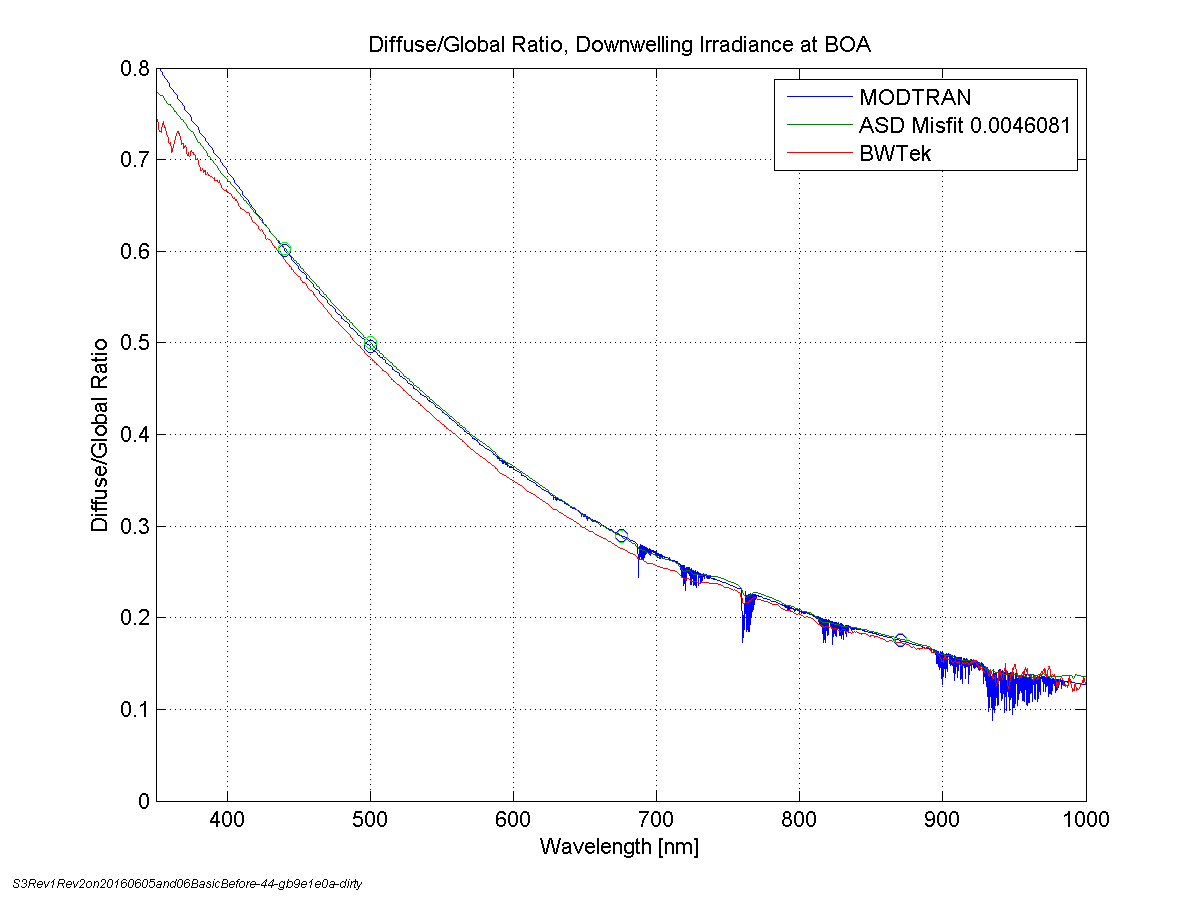 Diffuse/Global Ratio, Downwelling Irradiance at BOA
MODTRAN
ASD Misfit 0.0046081
BWTek
Diffuse/Global Ratio
0.8
0.7
0.6
0.5
0.4
0.3
0.2
0.1
0
400 500 600 700 800 900 1000
Wavelength [nm]
S3Rev1Rev2on20160605and06BasicBefore-44-gb9e1e0a-dirty